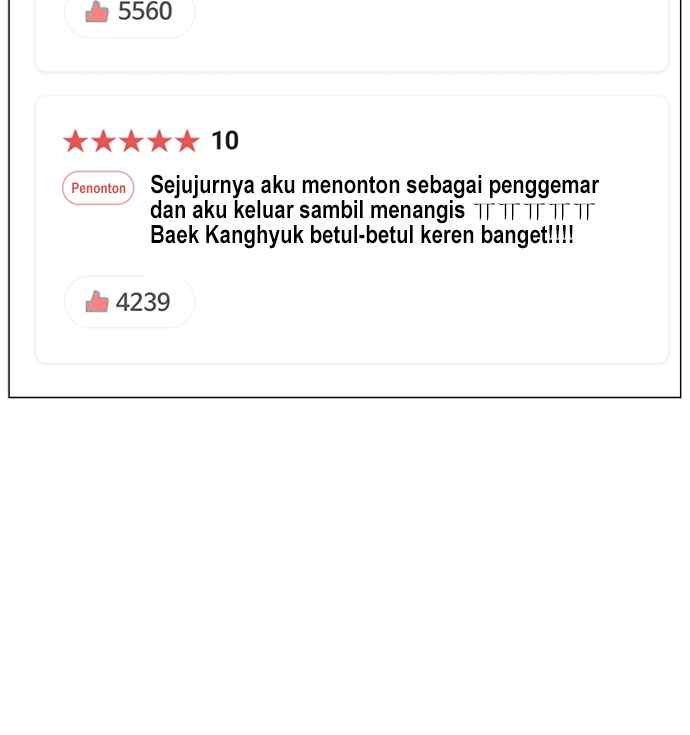 5560
★★★★★ 10
Penonton
Sejujurnya aku menonton sebagai penggemar
dan aku keluar sambil menangis ㅠㅠㅠㅠㅠ
Baek Kanghyuk betul-betul keren banget!!!!
4239